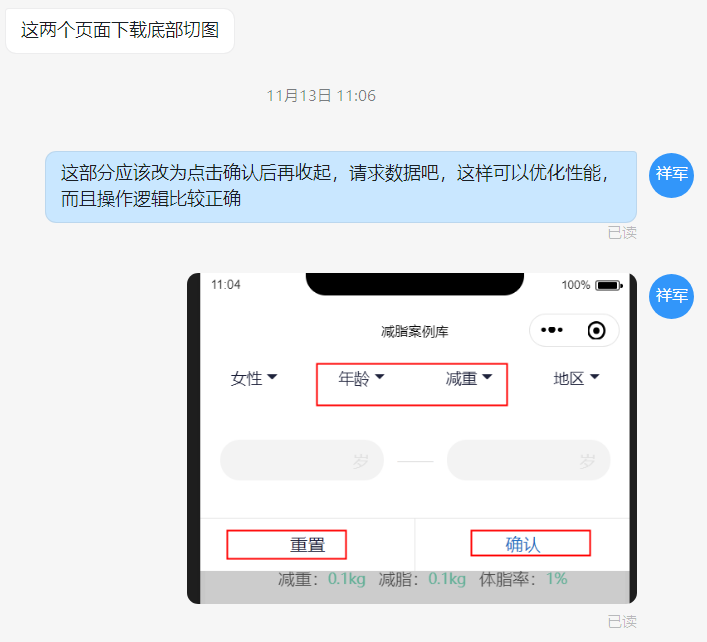 这两个页面下载底部切图
11月13日 11:06
这部分应该改为点击确认后再收起，请求数据吧，这样可以优化性能，
而且操作逻辑比较正确
祥军
已读
祥军
11:04 100%
减脂案例库
女性 年龄 减重 地区
岁 岁
重置 确认
减重：0.1kg 减脂：0.1kg 体脂率：1%
已读